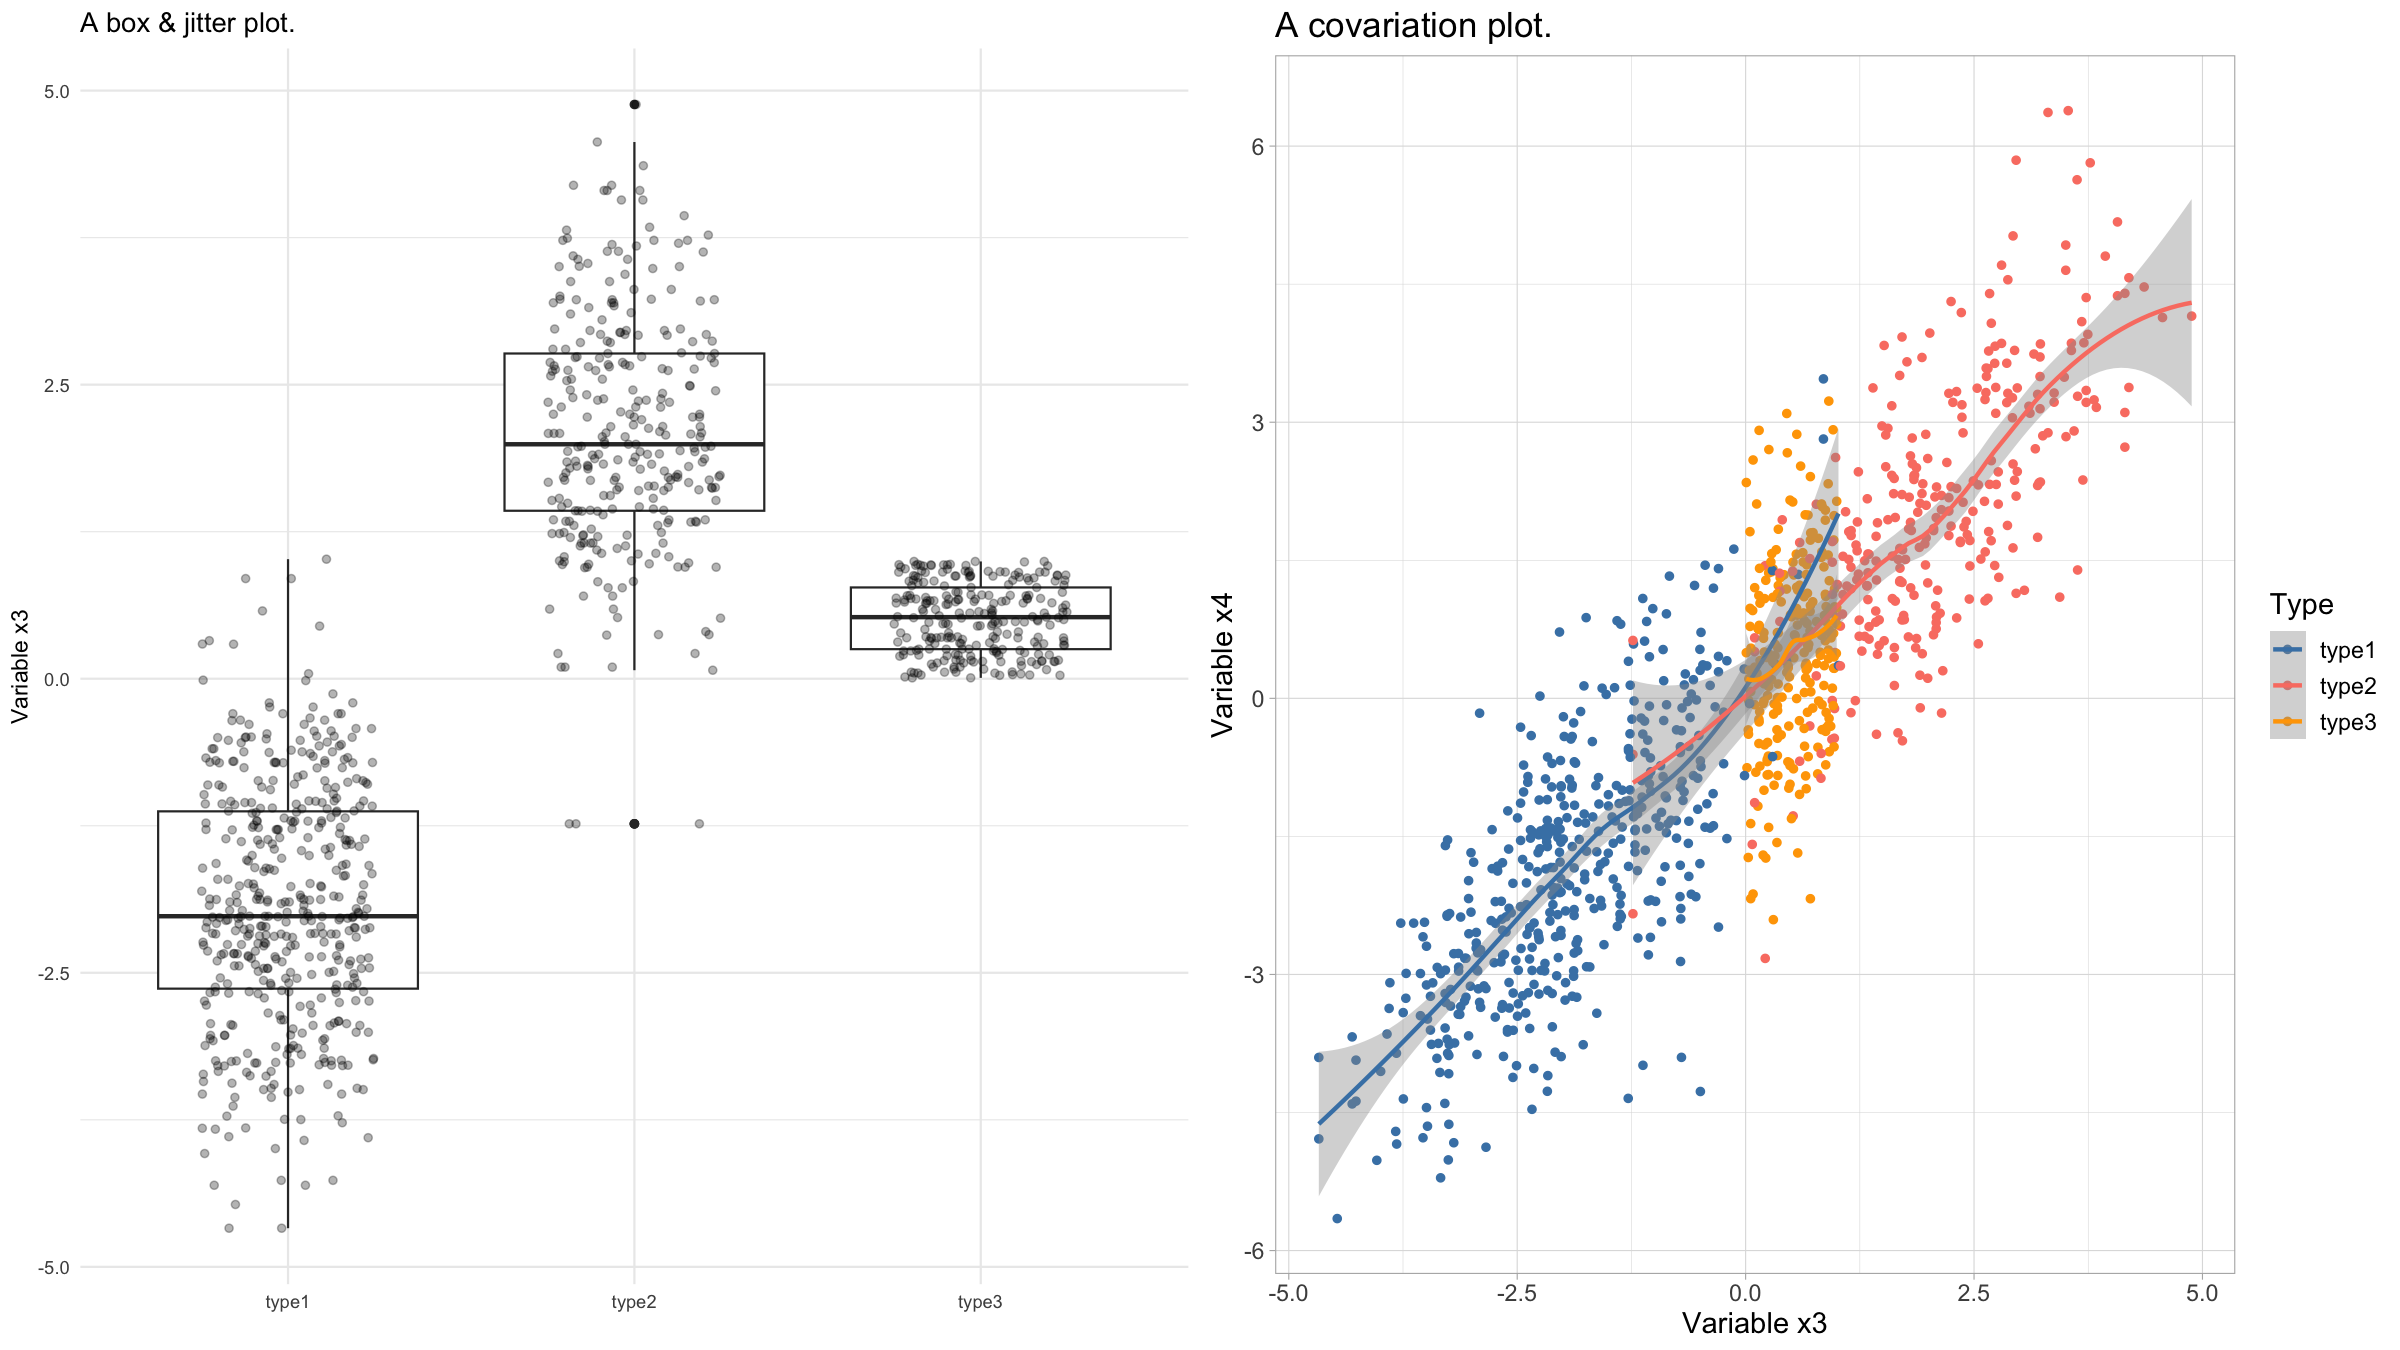 A box & jitter plot.
Variable x3
5.0
2.5
0.0
-2.5
-5.0
type1 type2 type3
A covariation plot.
Variable x4
6
3
0
-3
-6
-5.0 -2.5 0.0 2.5 5.0
Variable x3
Type
type1
type2
type3